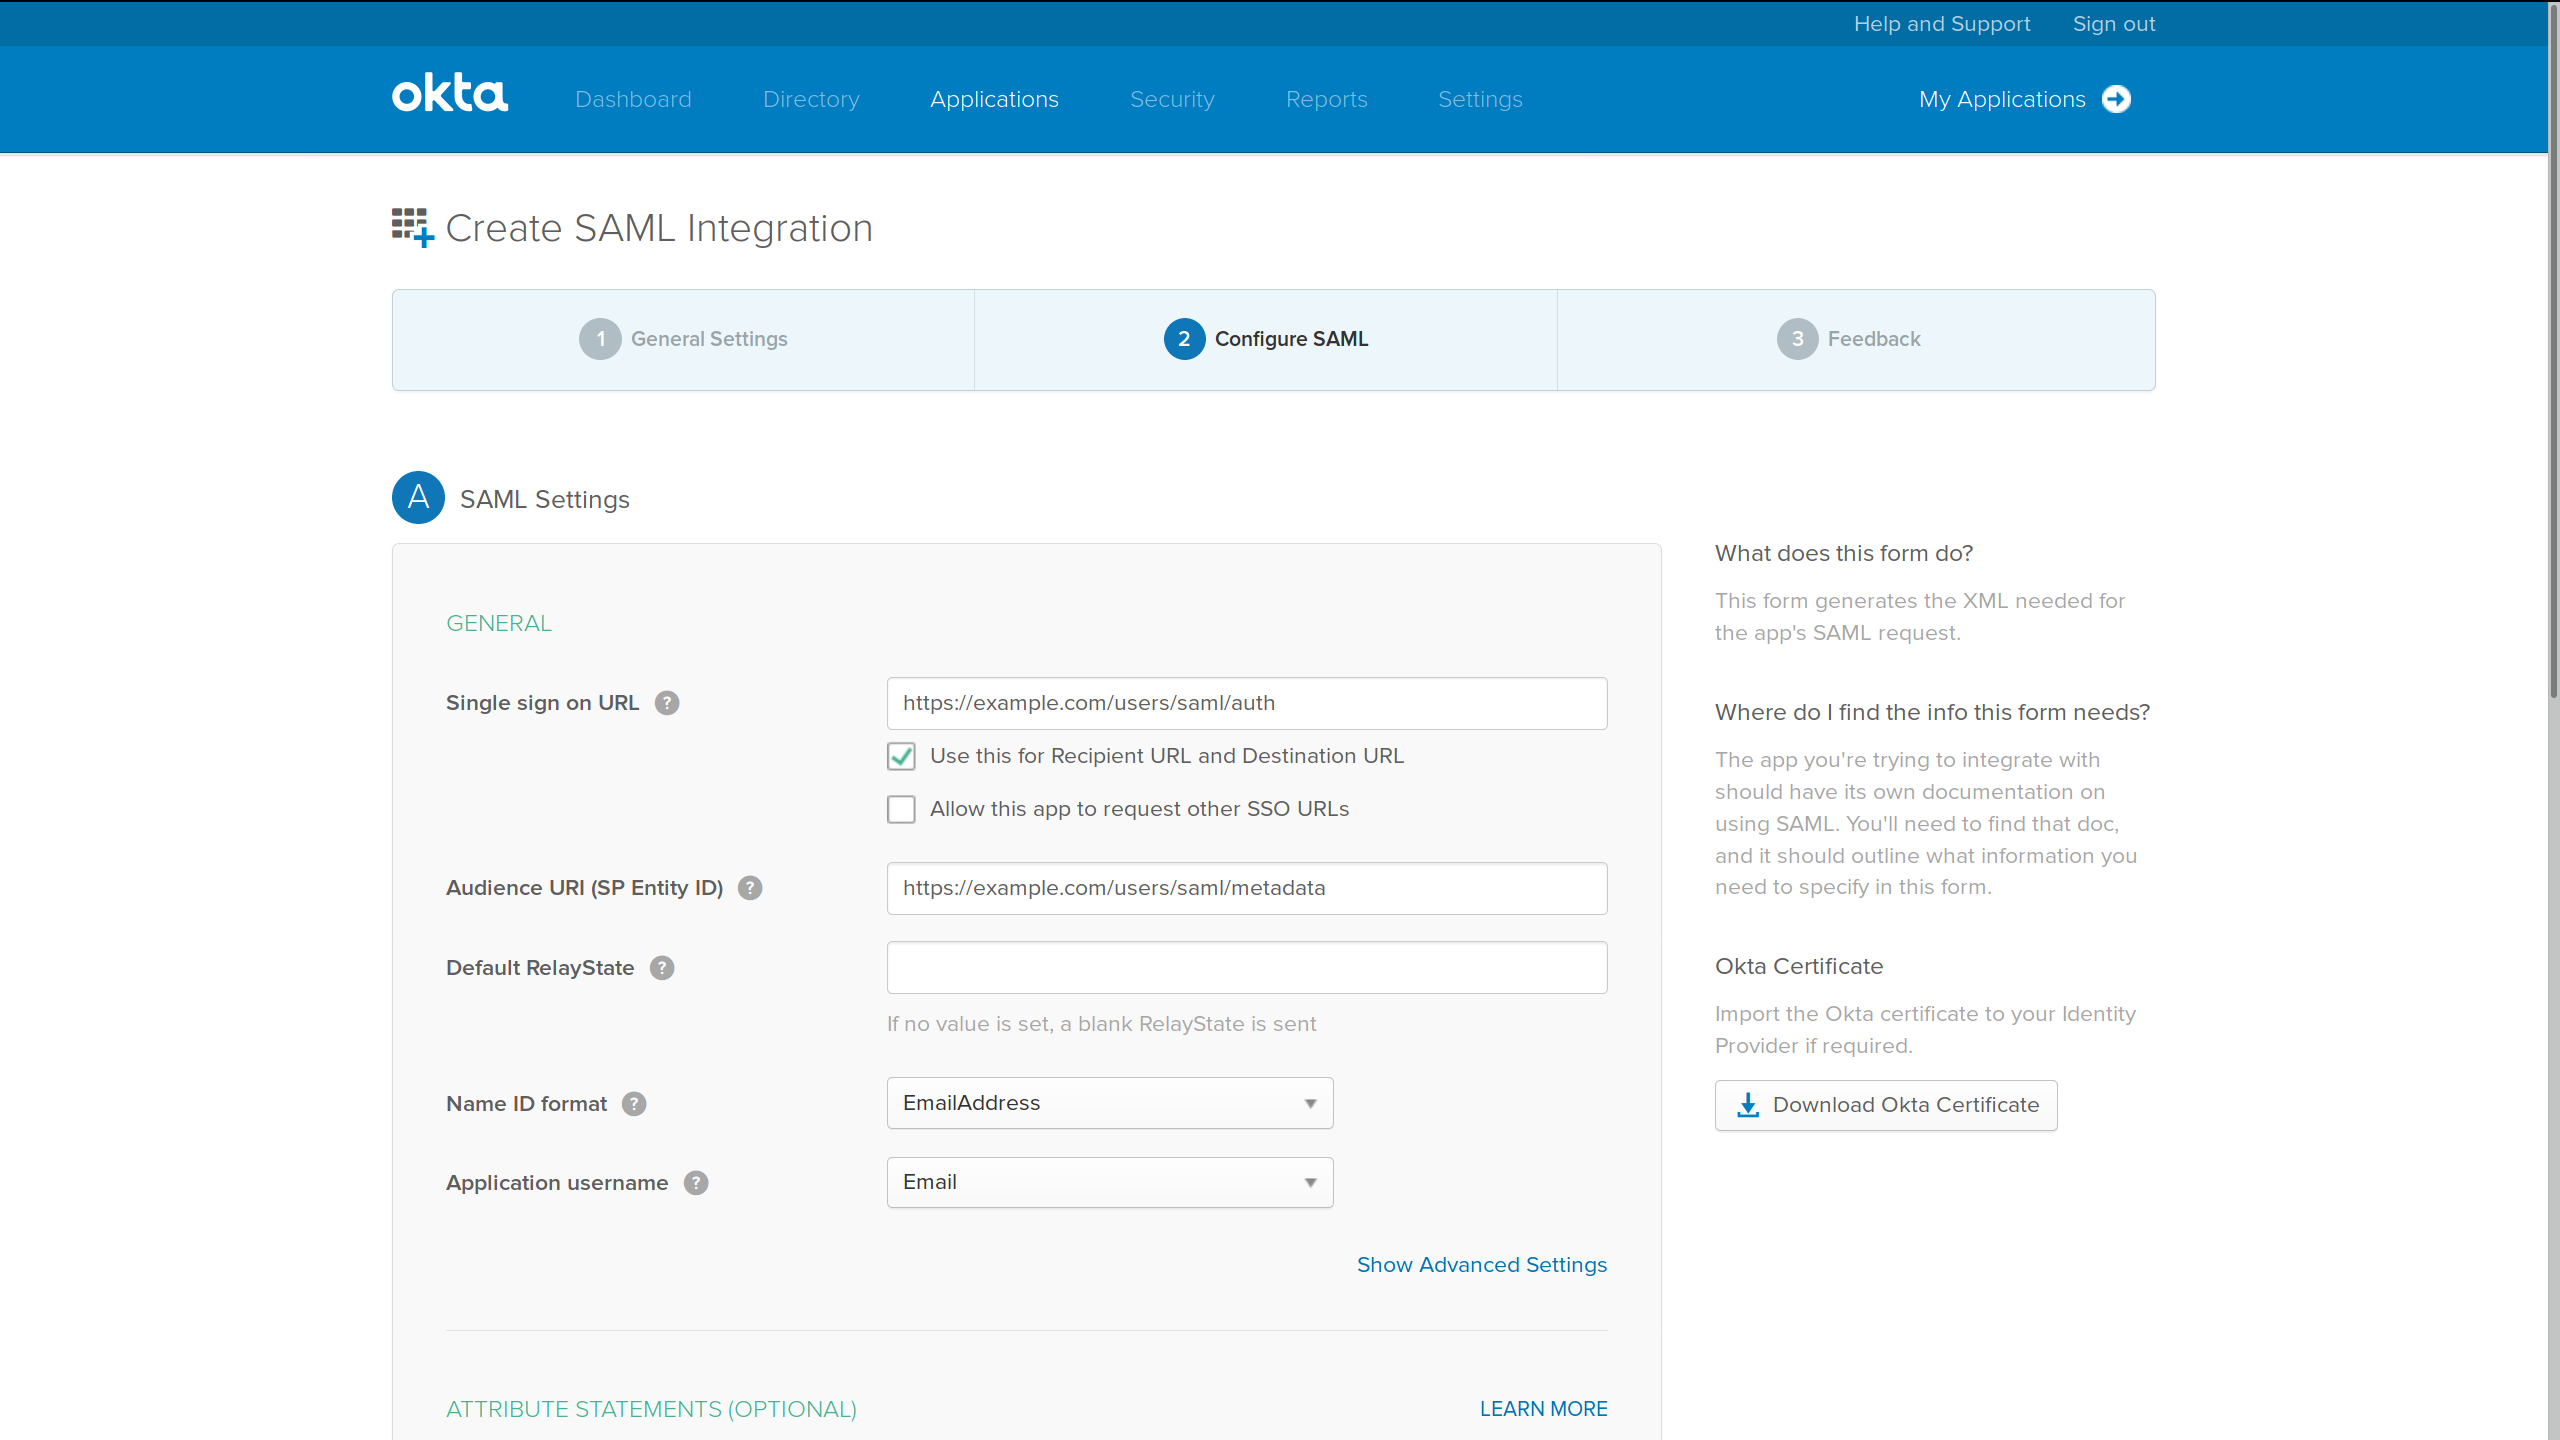 Help and Support Sign out
okta Dashboard Directory Applications Security Reports Settings My Applications
Create SAML Integration
1 General Settings 2 Configure SAML 3 Feedback
A SAML Settings
GENERAL
Single sign on URL ? https://example.com/users/saml/auth
Use this for Recipient URL and Destination URL
Allow this app to request other SSO URLs
Audience URI (SP Entity ID) ? https://example.com/users/saml/metadata
Default RelayState ?
If no value is set, a blank RelayState is sent
Name ID format ? EmailAddress
Application username ? Email
Show Advanced Settings
ATTRIBUTE STATEMENTS (OPTIONAL) LEARN MORE
What does this form do?
This form generates the XML needed for
the app's SAML request.
Where do I find the info this form needs?
The app you're trying to integrate with
should have its own documentation on
using SAML. You'll need to find that doc,
and it should outline what information you
need to specify in this form.
Okta Certificate
Import the Okta certificate to your Identity
Provider if required.
Download Okta Certificate